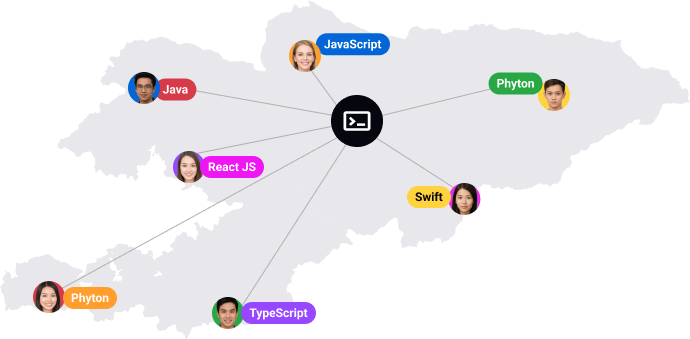 JavaScript
Phyton
Java
React JS
Swift
Phyton
TypeScript